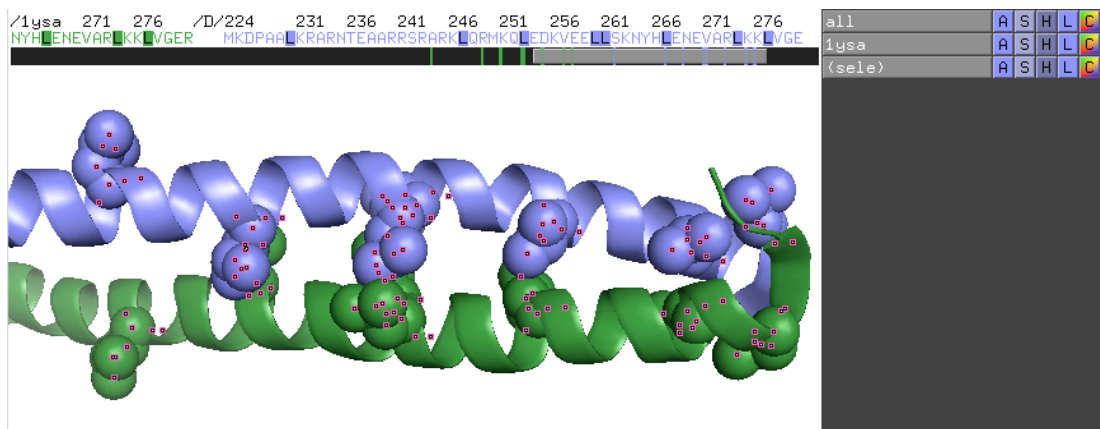 /1ysa 271 276 /D/224 231 236 241 246 251 256 261 266 271 276
NYHLENEVARLKKLVGER MKDPAALKRARNTEAARRSRARKLQRMKQLEDKVEELLSKNYHLENEVARLKKLVGE
all A S H L C
1ysa A S H L C
(sele) A S H L C